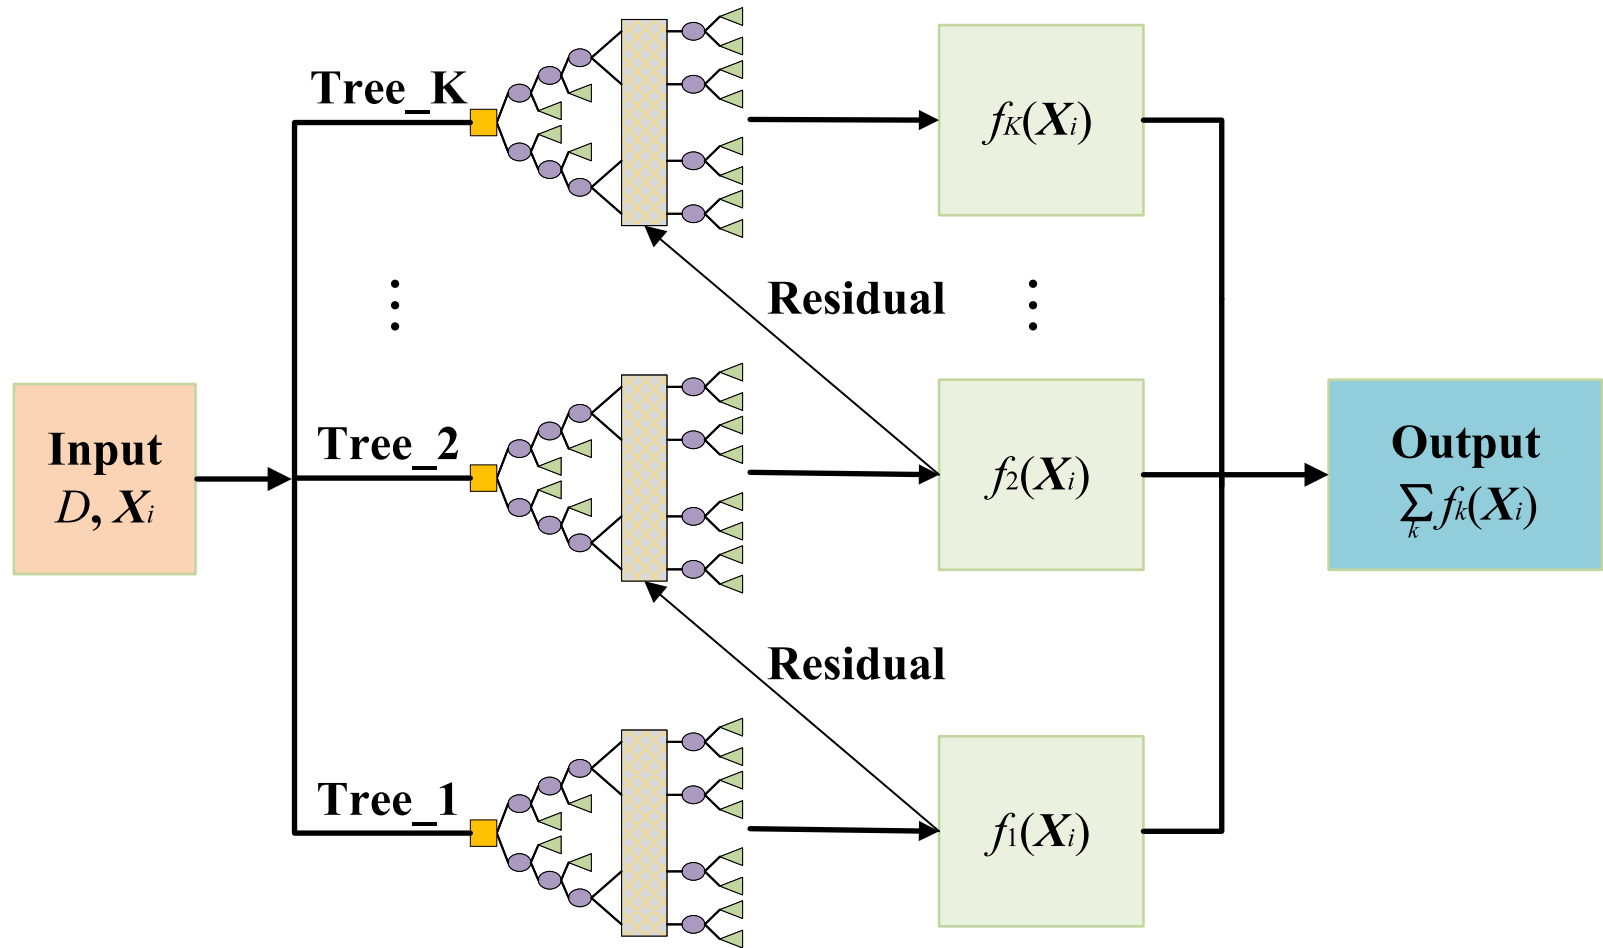 Tree_K
fK(Xi)
Residual
Input
D, Xi
Tree_2
f2(Xi)
Output
∑k fk(Xi)
Residual
Tree_1
f1(Xi)